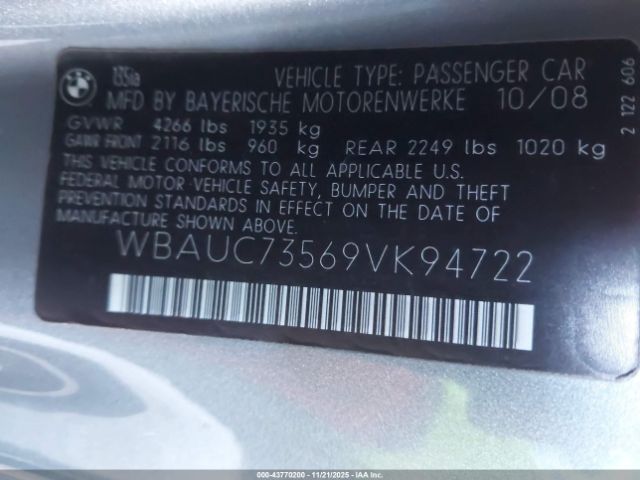 BMW
135ia
VEHICLE TYPE: PASSENGER CAR
MFD BY BAYERISCHE MOTORENWERKE 10/08
GVWR 4266 lbs 1935 kg
GAWR FRONT 2116 lbs 960 kg REAR 2249 lbs 1020 kg
THIS VEHICLE CONFORMS TO ALL APPLICABLE U.S.
FEDERAL MOTOR VEHICLE SAFETY, BUMPER AND THEFT
PREVENTION STANDARDS IN EFFECT ON THE DATE OF
MANUFACTURE SHOWN ABOVE
WBAUC73569VK94722
2 122 606
000-43770200 - 11/21/2025 - IAA Inc.